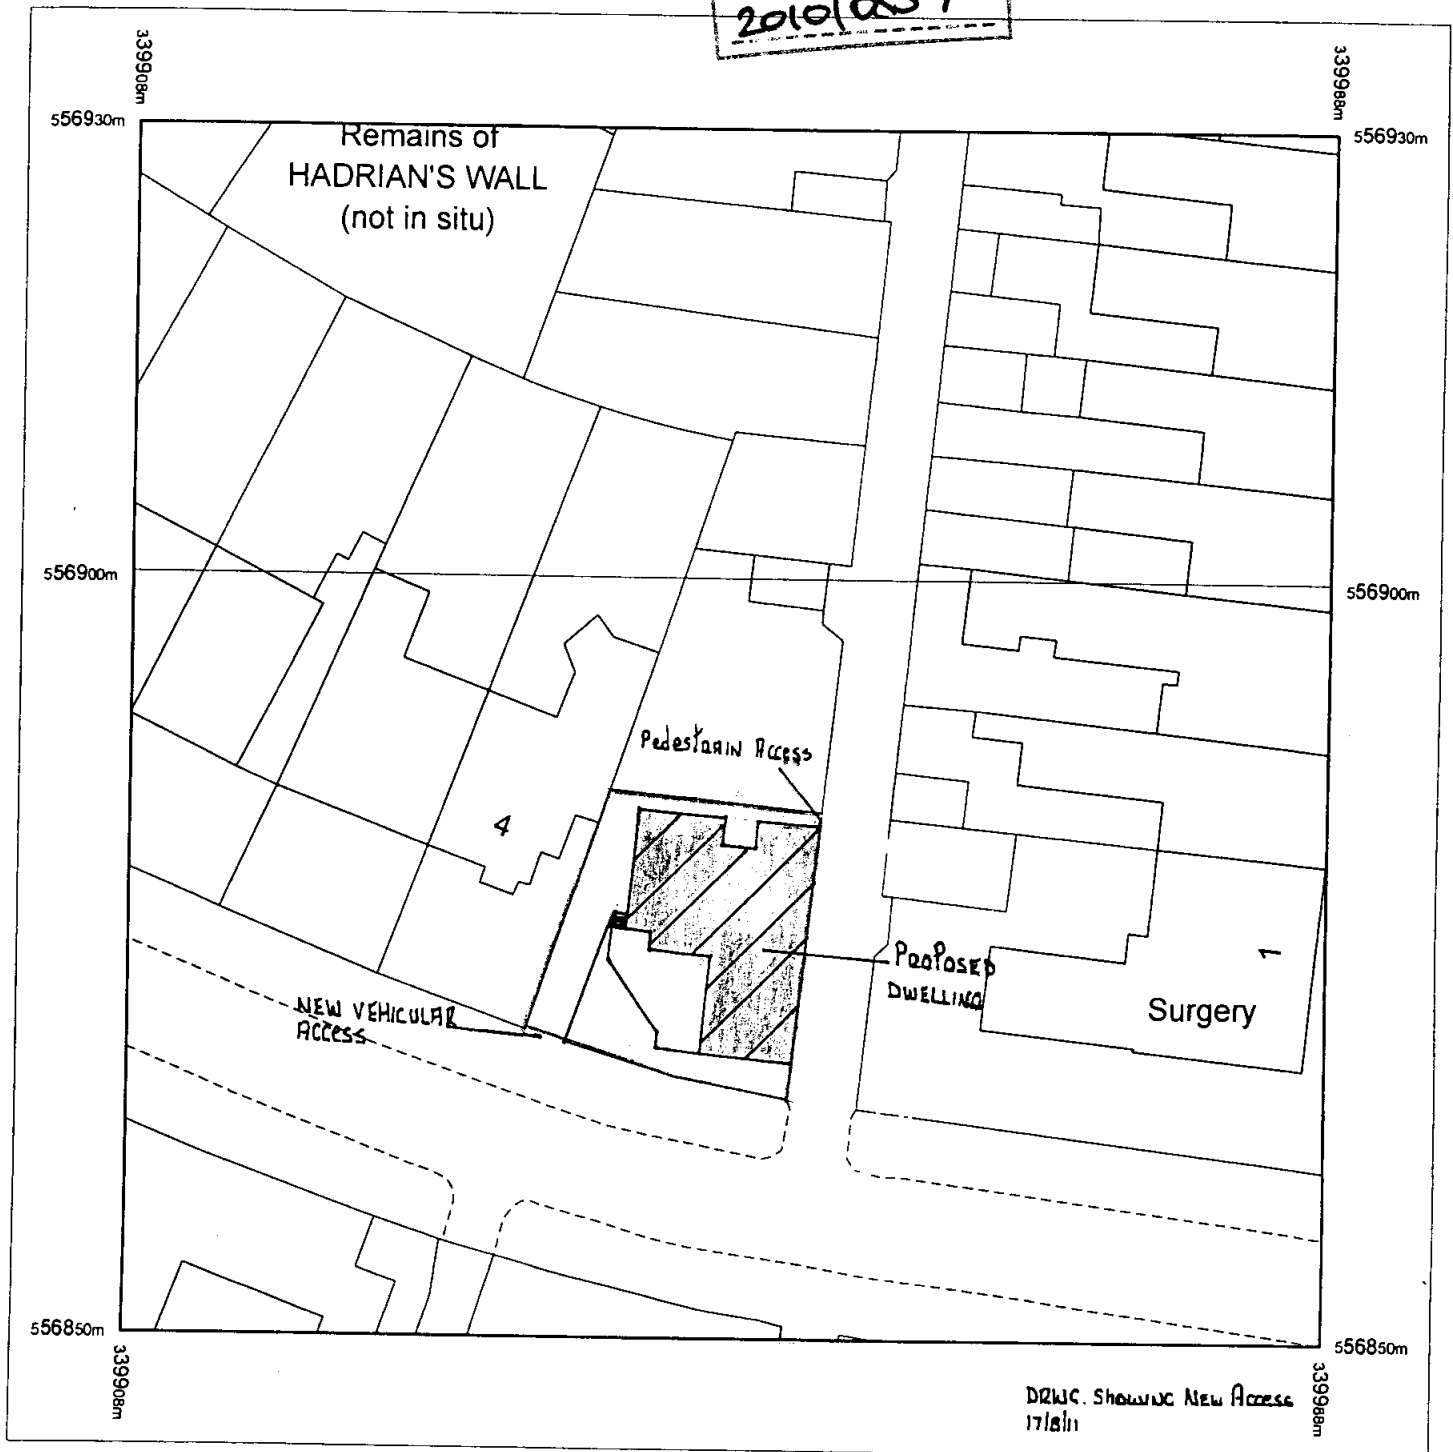 339908m
339988m
556930m
556930m
Remains of
HADRIAN'S WALL
(not in situ)
556900m
556900m
Pedestrain Access
4
PROPOSED
DWELLING
1
Surgery
NEW VEHICULAR
ACCESS
556850m
556850m
339908m
339988m
DRWG. SHOWING NEW ACCESS
17/8/11